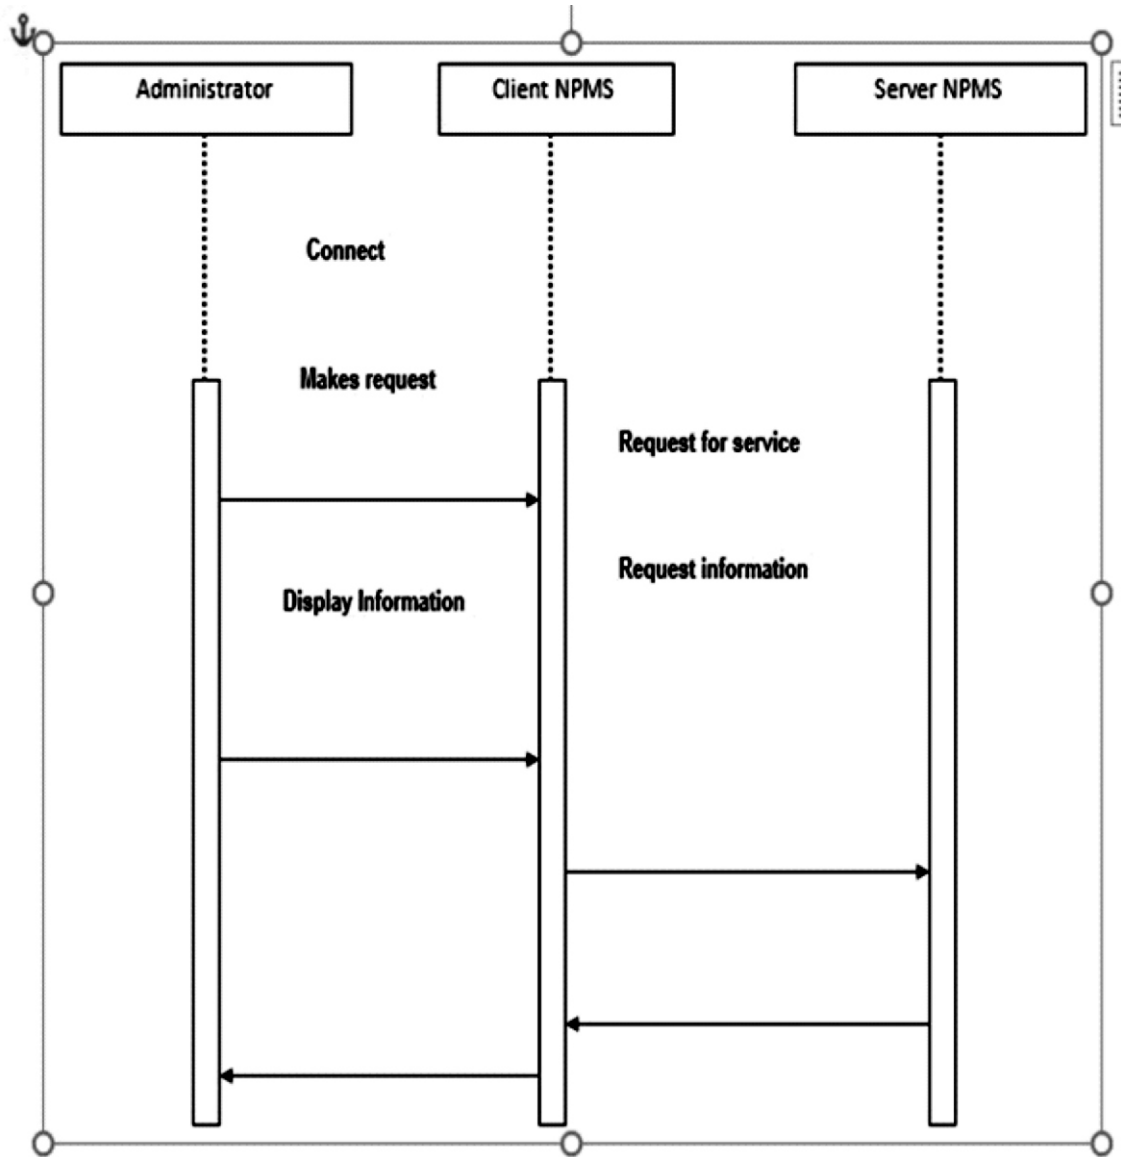 Administrator
Client NPMS
Server NPMS
Connect
Makes request
Request for service
Request information
Display Information